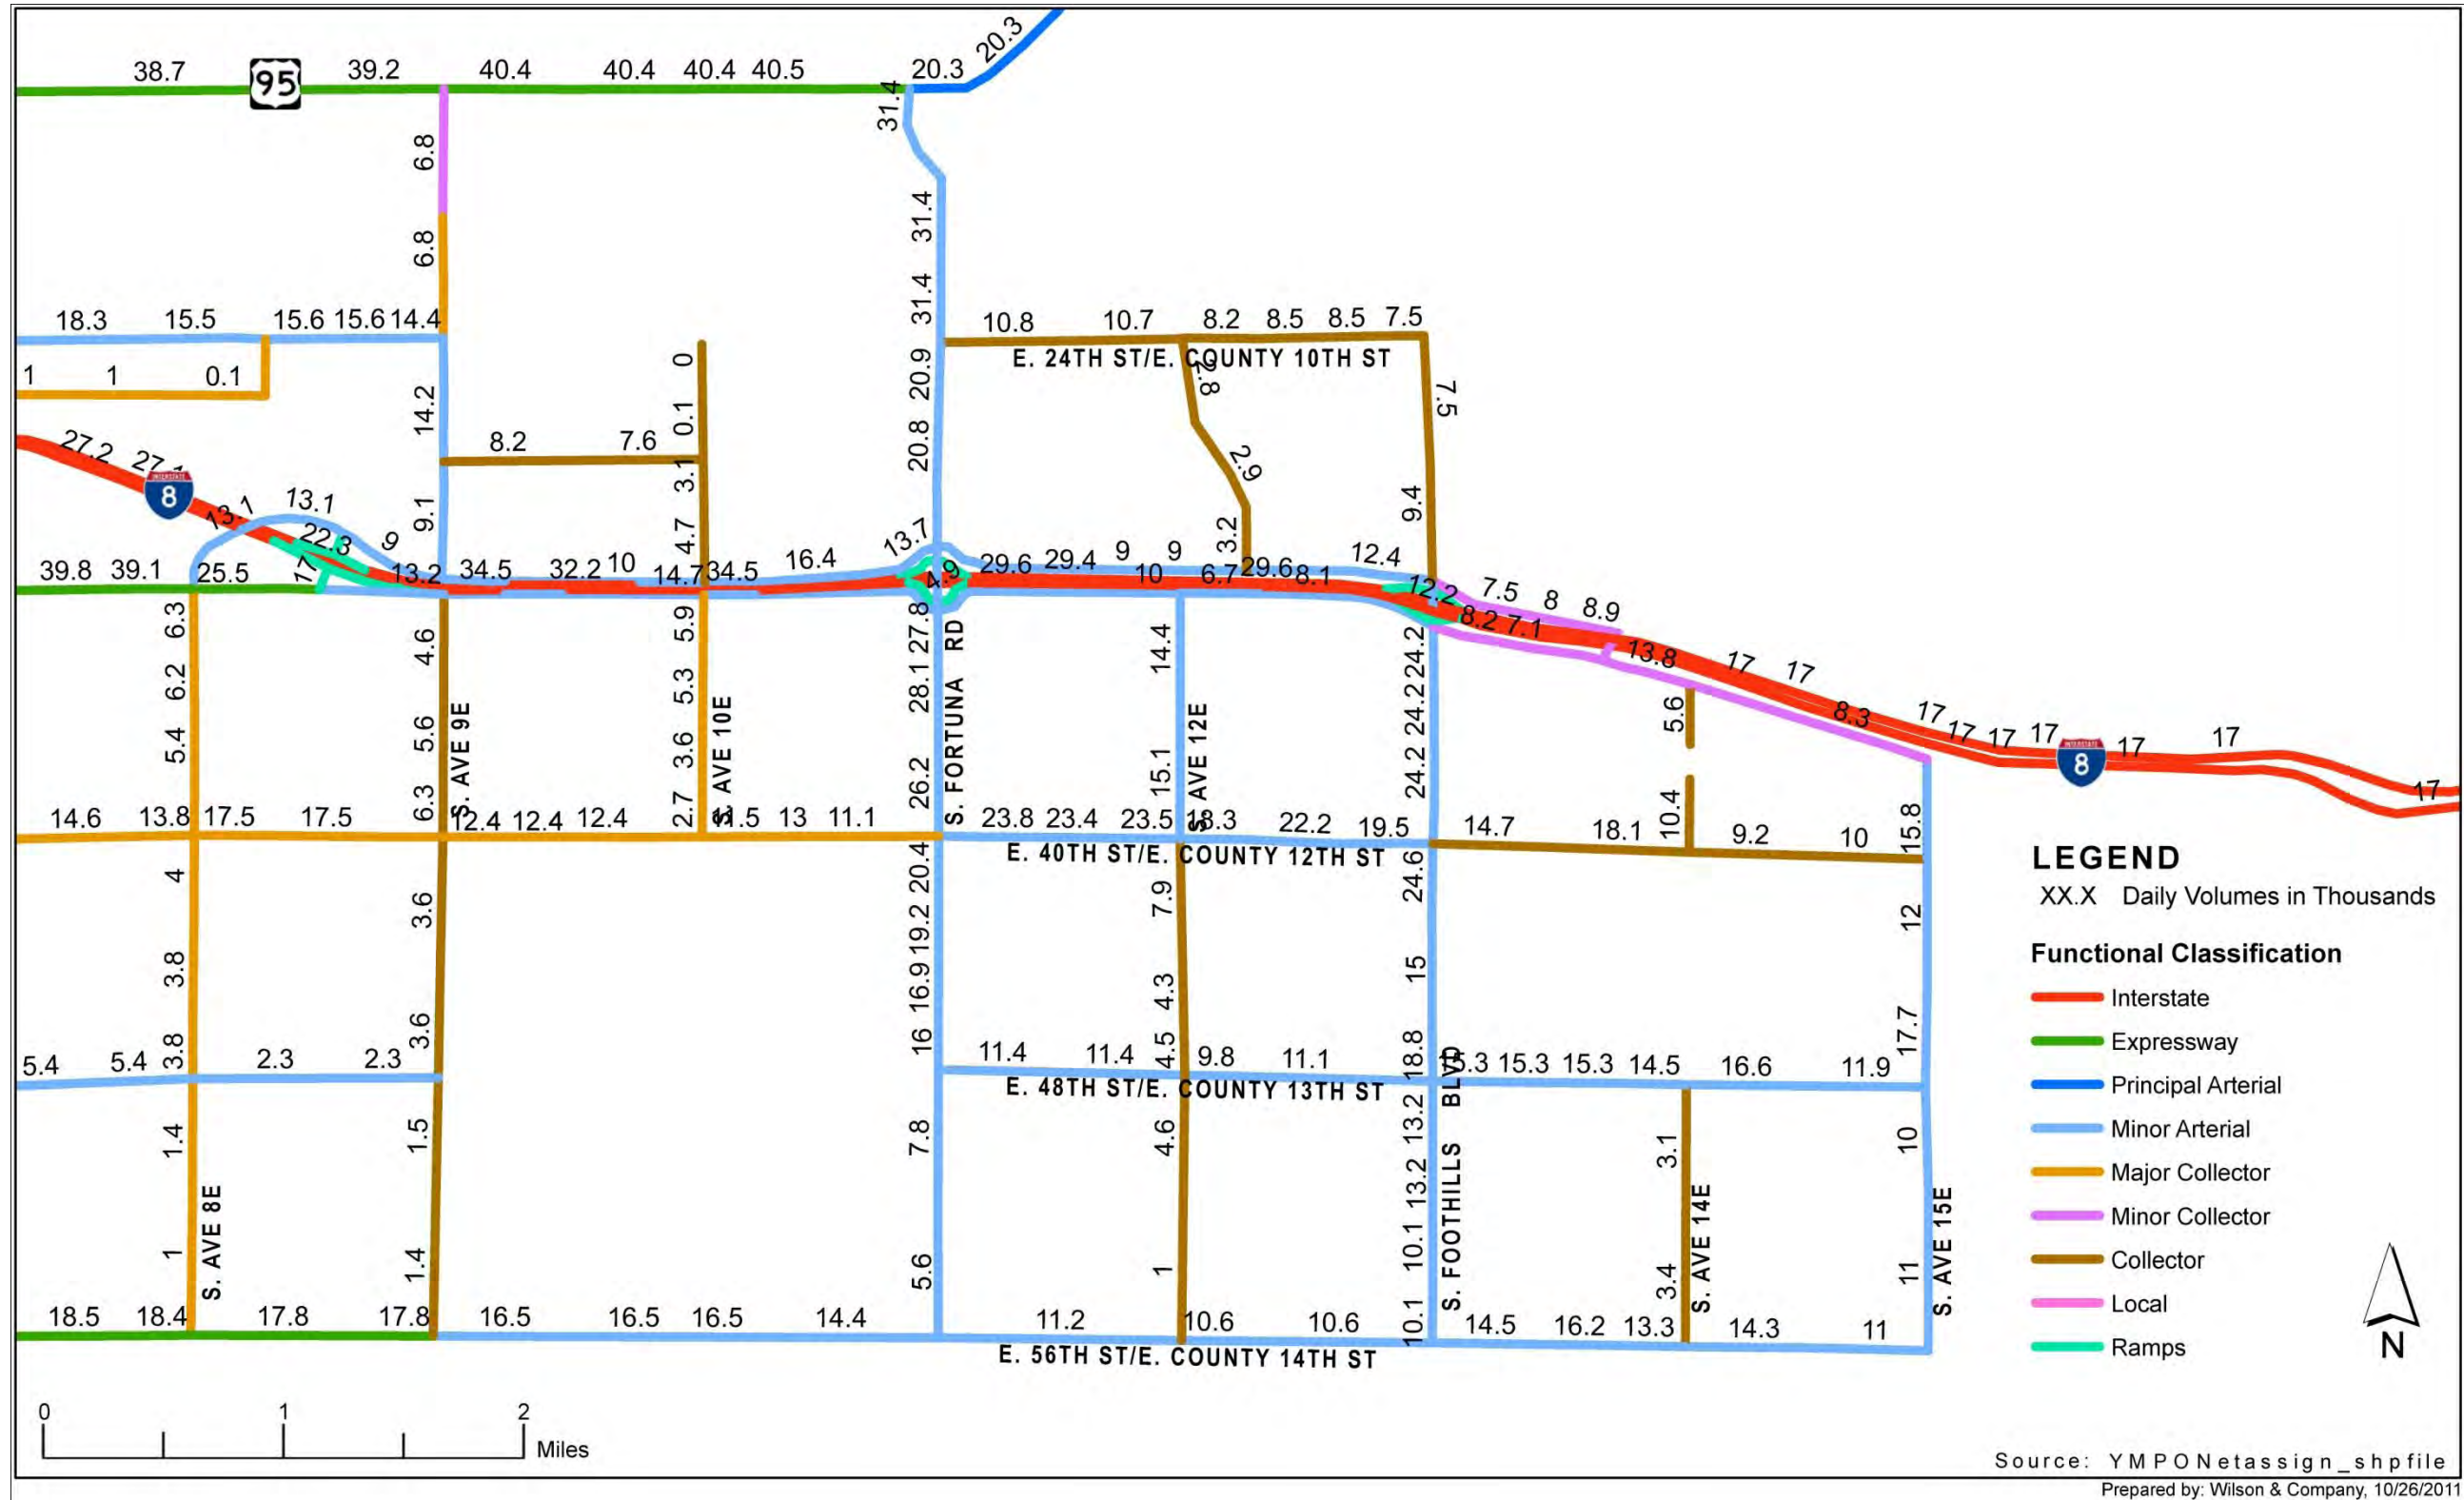 20.3
38.7 95 39.2 40.4 40.4 40.4 40.5 20.3
31.4
6.8
6.8
31.4
31.4
18.3 15.5 15.6 15.6 14.4
10.8 10.7 8.2 8.5 8.5 7.5
E. 24TH ST/E. COUNTY 10TH ST
1 1 0.1
14.2
0
0.1
20.9
2.8
7.5
8.2 7.6
3.1
20.8
2.9
27.2
INTERSTATE
8
13.1 13.1
22.3
9
9.1
4.7
13.7
3.2
9.4
39.8 39.1 25.5 17 13.2 34.5 32.2 10 14.7 34.5 16.4 4.9 29.6 29.4 9 9 10 6.7 29.6 8.1 12.4 12.2
7.5 8 8.9
8.2 7.1
13.8 17 17
8.3
17 17 17 17
INTERSTATE
8
17 17 17
6.3
6.2
5.4
4.6
5.6
6.3
S. AVE 9E
5.9
5.3
3.6
2.7
S. AVE 10E
27.8
28.1
26.2
S. FORTUNA RD
14.4
15.1
S. AVE 12E
24.2
24.2
24.2
24.2
5.6
10.4
15.8
14.6 13.8 17.5 17.5 12.4 12.4 12.4 11.5 13 11.1 23.8 23.4 23.5 18.3 22.2 19.5 14.7 18.1 9.2 10
E. 40TH ST/E. COUNTY 12TH ST
4
3.8
3.8
3.6
3.6
20.4
19.2
16.9
16
7.9
4.3
4.5
24.6
15
18.8
12
17.7
5.4 5.4 2.3 2.3 11.4 11.4 9.8 11.1 15.3 15.3 15.3 14.5 16.6 11.9
E. 48TH ST/E. COUNTY 13TH ST
1.4
1
S. AVE 8E
1.5
1.4
7.8
5.6
4.6
1
13.2
13.2
10.1
10.1
S. FOOTHILLS BLVD
3.1
3.4
S. AVE 14E
10
11
S. AVE 15E
18.5 18.4 17.8 17.8 16.5 16.5 16.5 14.4 11.2 10.6 10.6 14.5 16.2 13.3 14.3 11
E. 56TH ST/E. COUNTY 14TH ST
LEGEND
XX.X Daily Volumes in Thousands
Functional Classification
Interstate
Expressway
Principal Arterial
Minor Arterial
Major Collector
Minor Collector
Collector
Local
Ramps
N
0 1 2
Miles
Source: YMPONetassign_shpfile
Prepared by: Wilson & Company, 10/26/2011